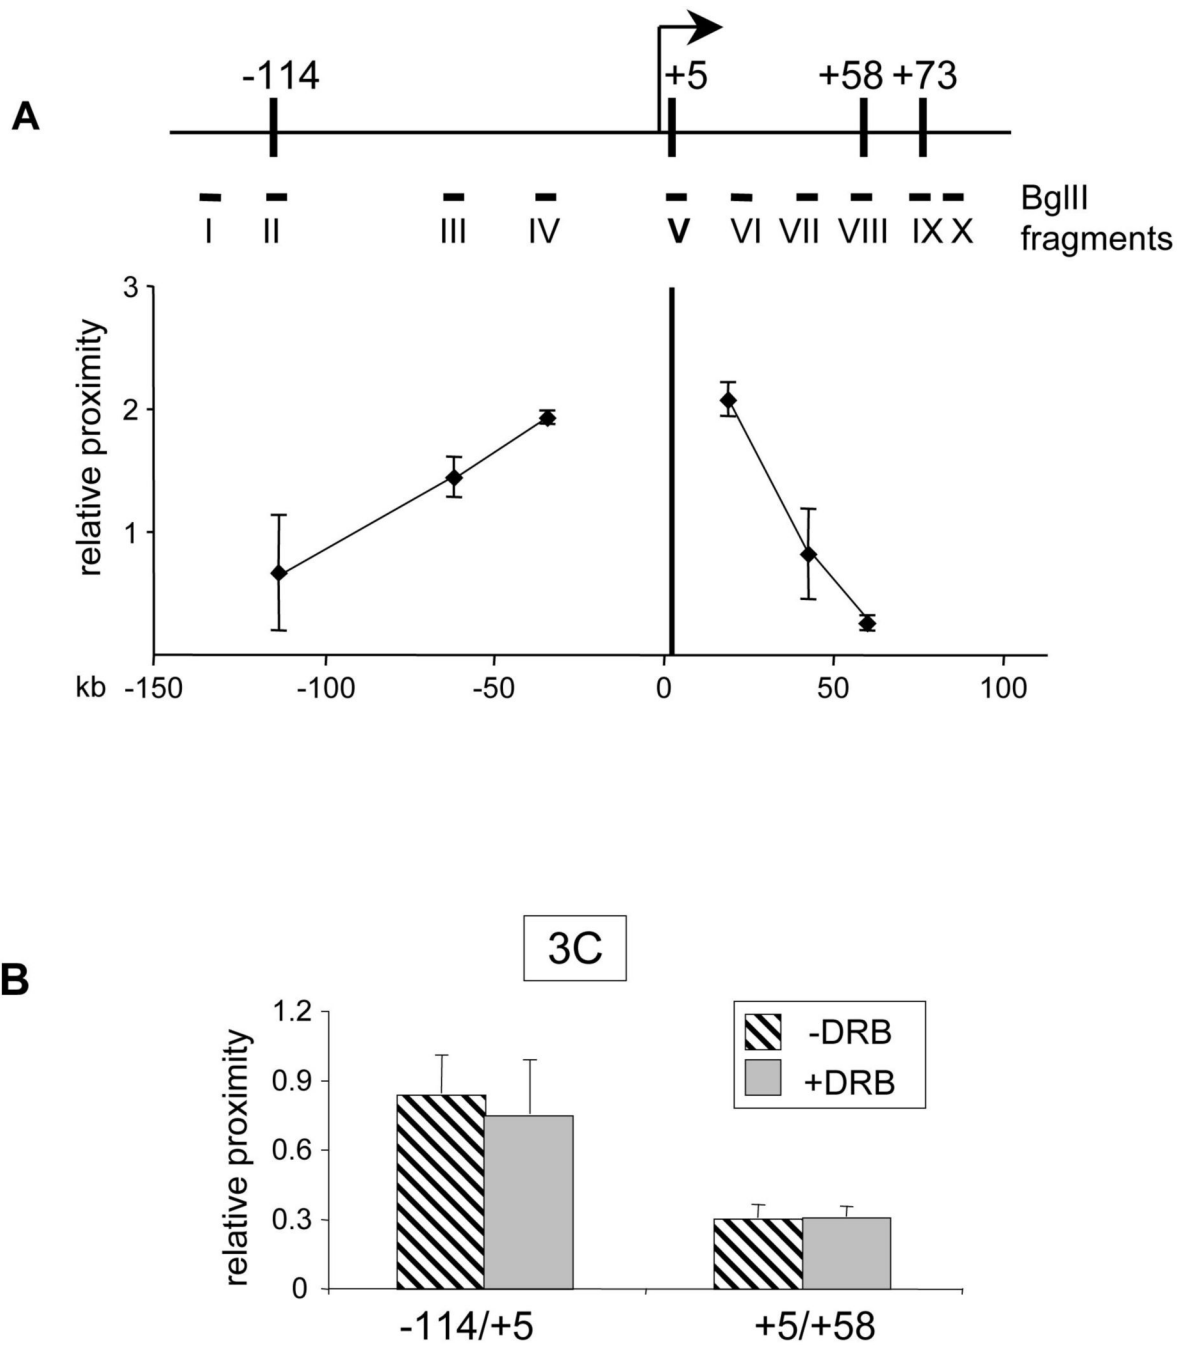 A
-114
+5
+58
+73
BglII
fragments
I
II
III
IV
V
VI
VII
VIII
IX
X
relative proximity
3
2
1
kb
-150
-100
-50
0
50
100
B
3C
-DRB
+DRB
relative proximity
1.2
0.9
0.6
0.3
0
-114/+5
+5/+58